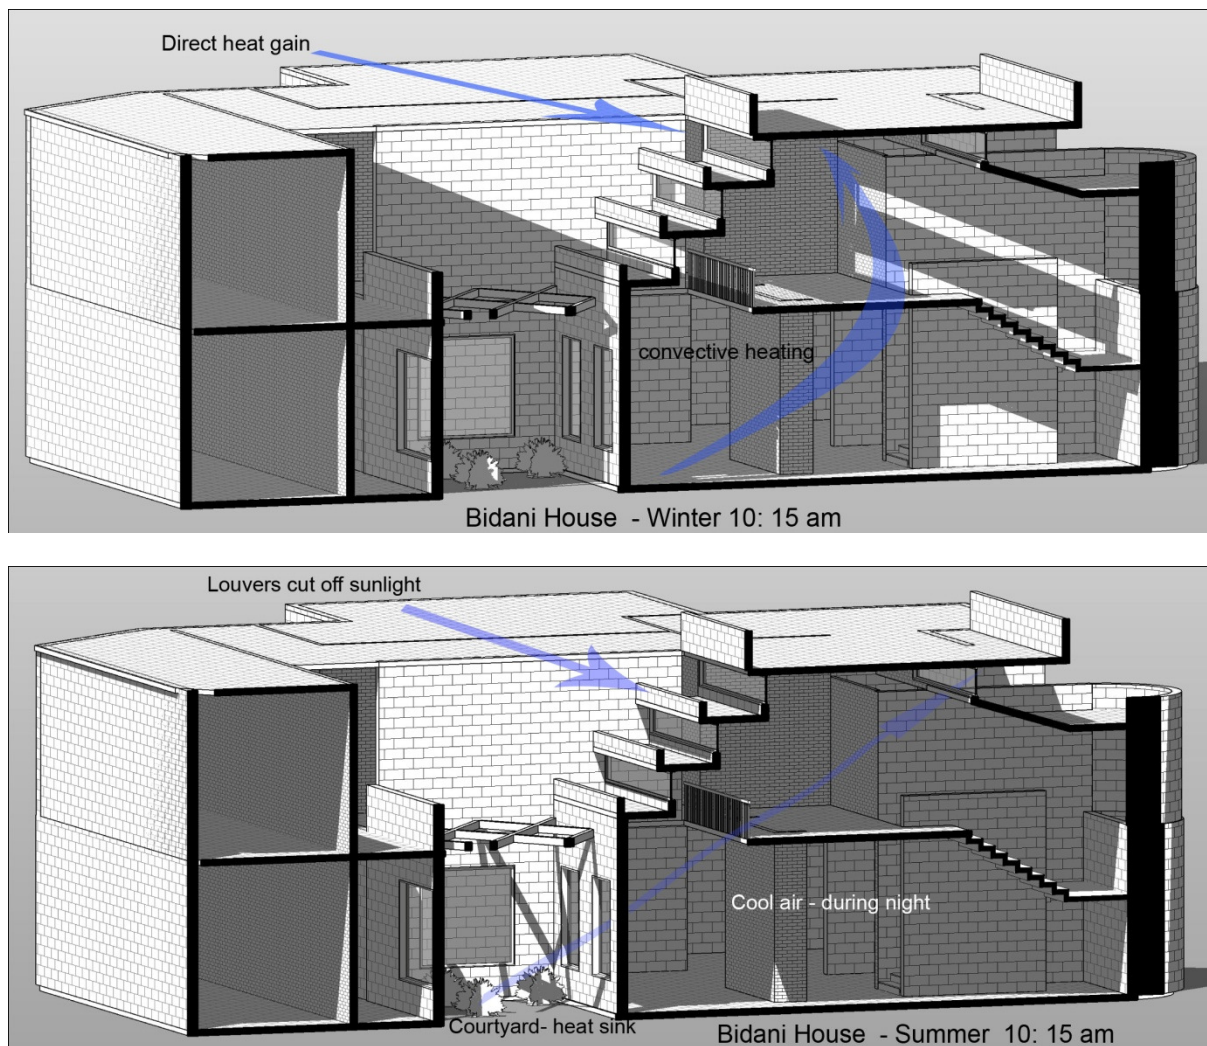 Direct heat gain
convective heating
Bidani House - Winter 10: 15 am
Louvers cut off sunlight
Cool air - during night
Courtyard- heat sink
Bidani House - Summer 10: 15 am